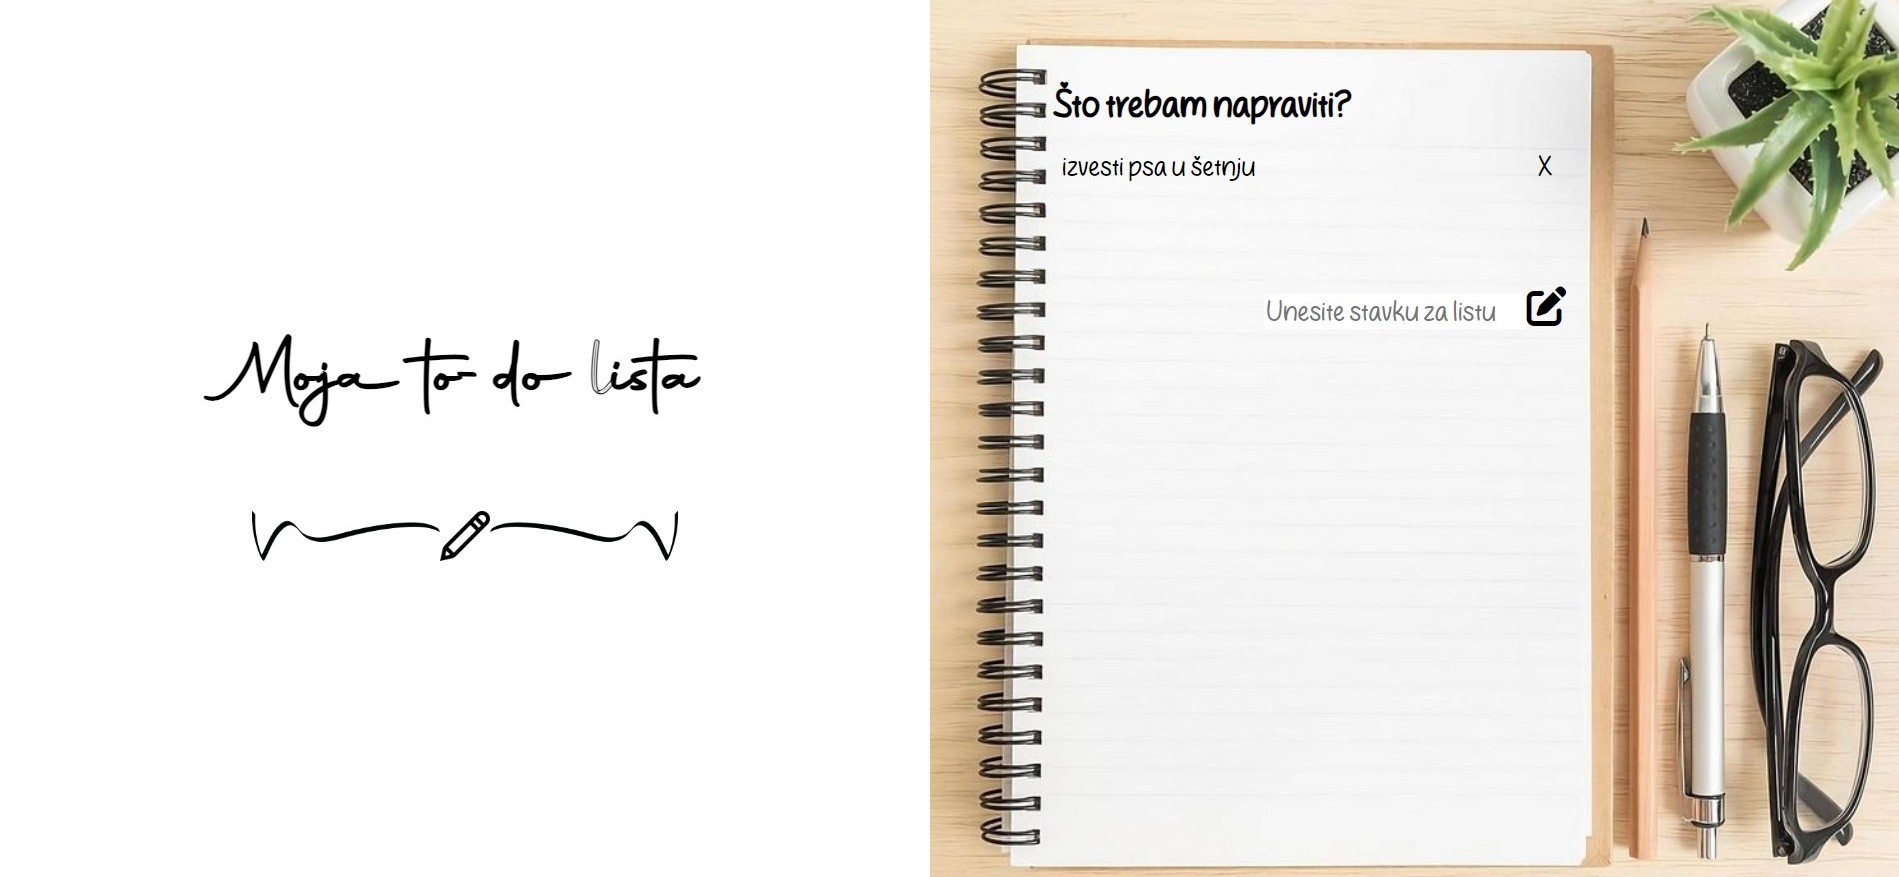 Moja to-do lista
Što trebam napraviti?
izvesti psa u šetnju X
Unesite stavku za listu